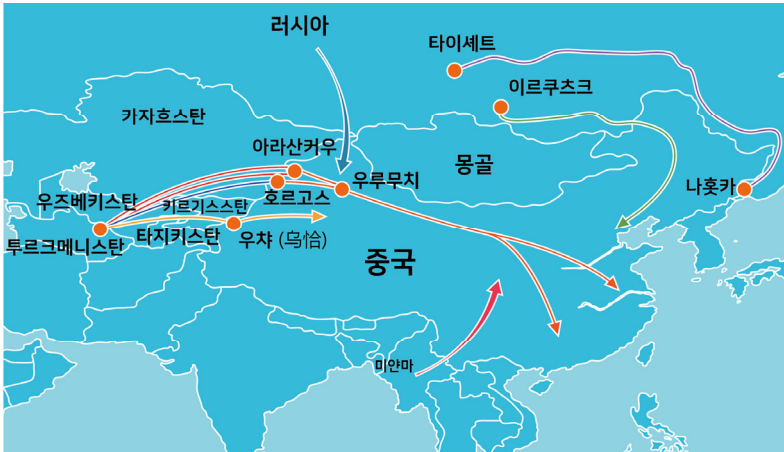 러시아
타이셰트
이르쿠츠크
카자흐스탄
아라산커우
몽골
우루무치
나홋카
호르고스
우즈베키스탄
키르기스스탄
투르크메니스탄
타지키스탄
우챠 (乌恰)
중국
미얀마